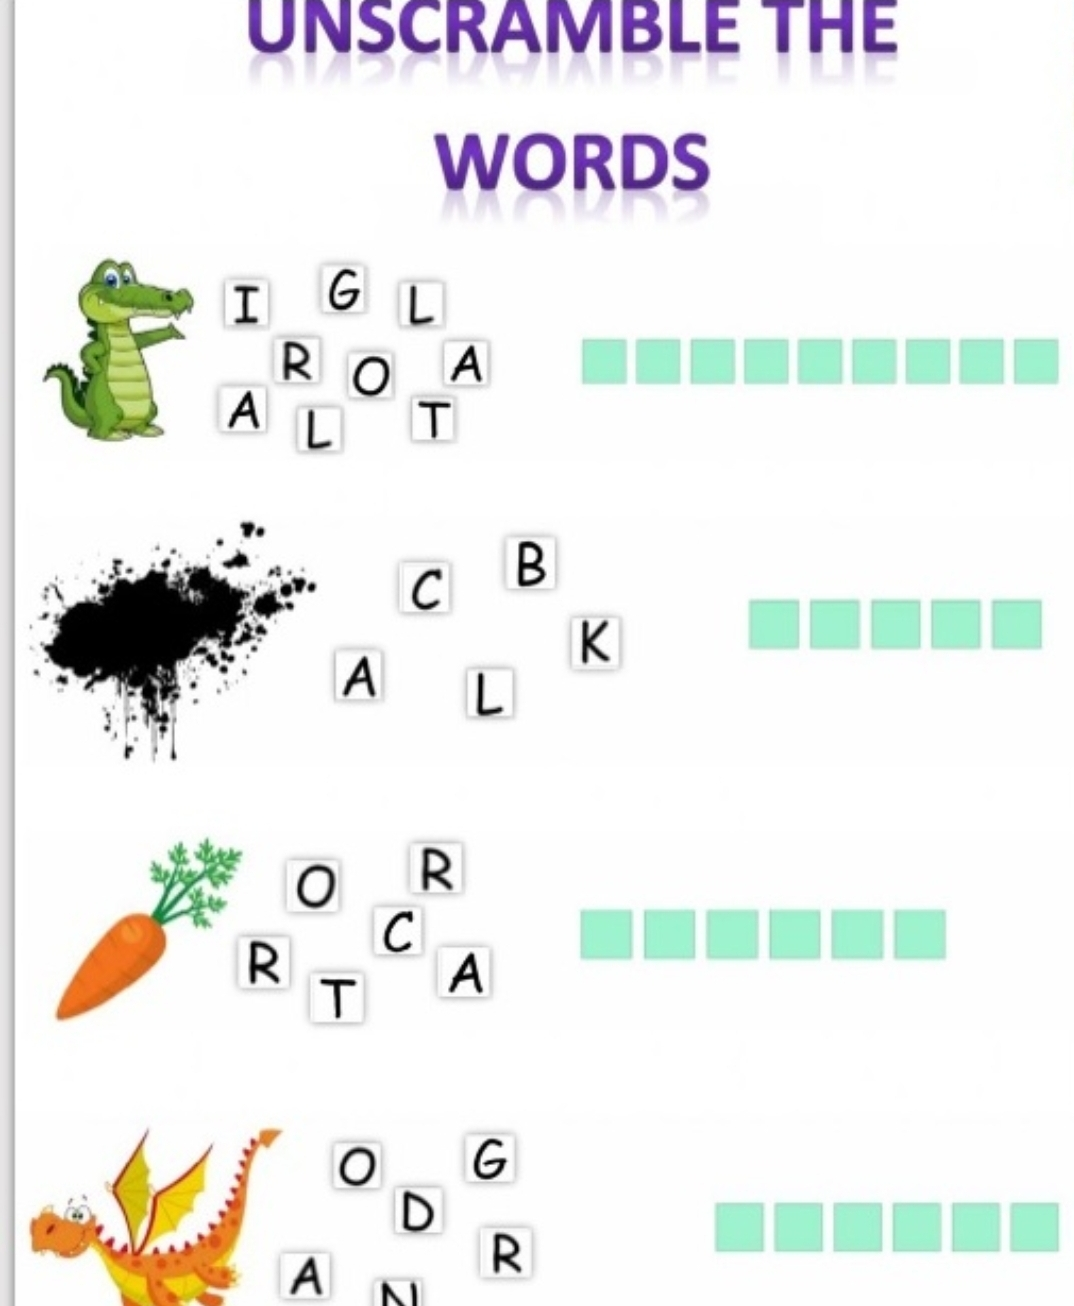 UNSCRAMBLE THE
WORDS
I G L
R O A
A L T
C B
K
A L
O R
C
R T A
O G
D
R
A N